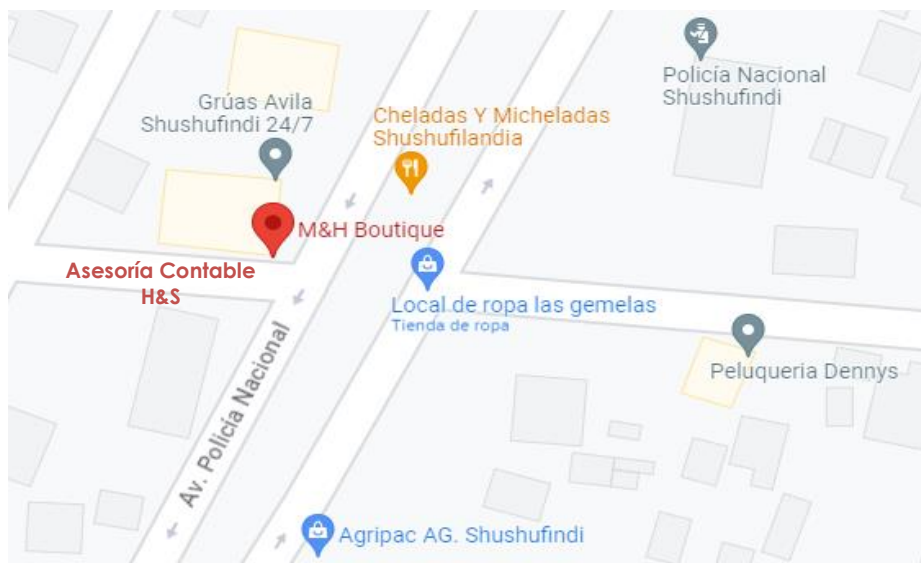 Policía Nacional
Shushufindi
Grúas Avila
Shushufindi 24/7
Cheladas Y Micheladas
Shushufilandia
M&H Boutique
Asesoría Contable
H&S
Local de ropa las gemelas
Tienda de ropa
Av. Policía Nacional
Peluqueria Dennys
Agripac AG. Shushufindi